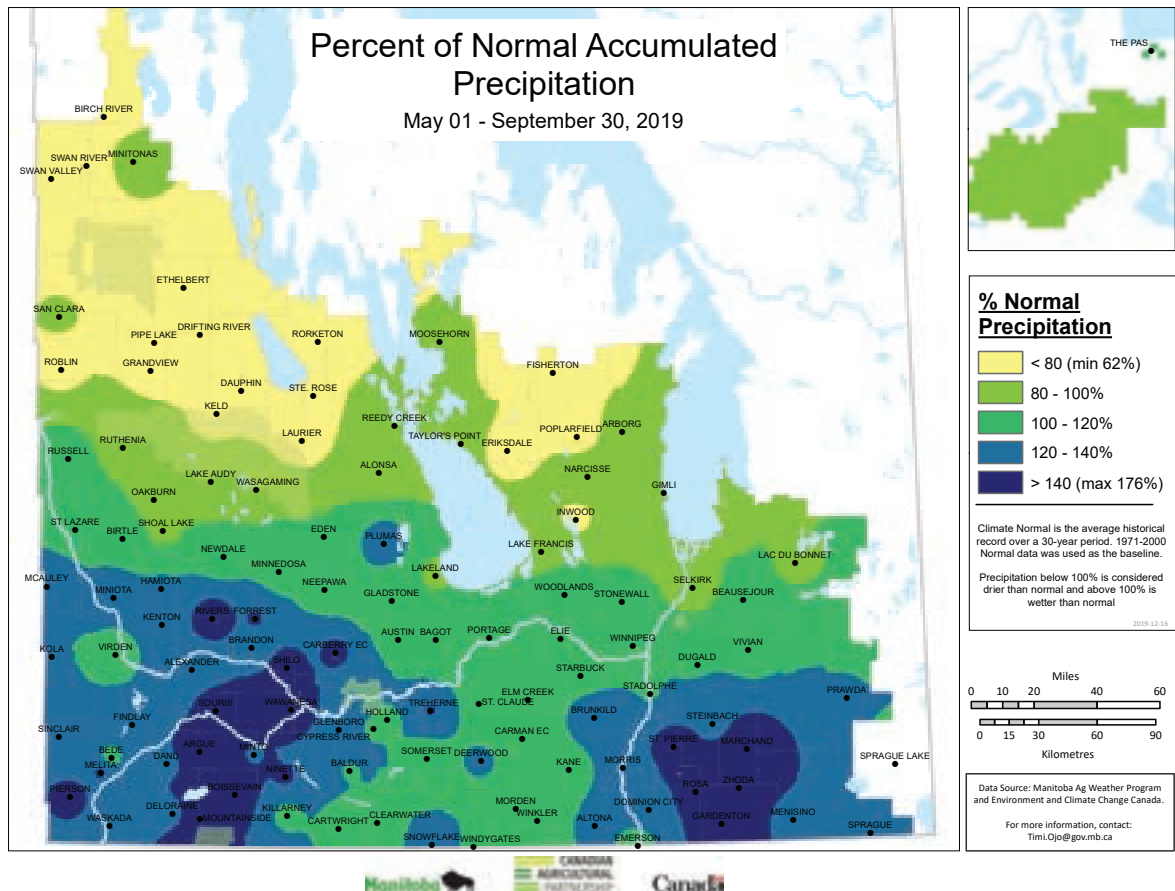 Percent of Normal Accumulated
Precipitation
May 01 - September 30, 2019
THE PAS
BIRCH RIVER
SWAN RIVER
MINITONAS
SWAN VALLEY
ETHELBERT
SAN CLARA
DRIFTING RIVER
PIPE LAKE
RORKETON
MOOSEHORN
ROBLIN
GRANDVIEW
FISHERTON
DAUPHIN
STE. ROSE
KELD
REEDY CREEK
LAURIER
TAYLOR'S POINT
ERIKSDALE
POPLARFIELD
ARBORG
RUTHENIA
RUSSELL
LAKE AUDY
WASAGAMING
ALONSA
NARCISSE
GIMLI
OAKBURN
INWOOD
ST LAZARE
BIRTLE
SHOAL LAKE
EDEN
PLUMAS
LAKE FRANCIS
LAC DU BONNET
NEWDALE
MINNEDOSA
LAKELAND
MCAULEY
MINIOTA
HAMIOTA
NEEPAWA
GLADSTONE
WOODLANDS
STONEWALL
SELKIRK
BEAUSEJOUR
KENTON
RIVERS
FORREST
KOLA
VIRDEN
BRANDON
CARBERRY EC
AUSTIN
BAGOT
PORTAGE
ELIE
WINNIPEG
VIVIAN
ALEXANDER
SHILO
STARBUCK
DUGALD
SOURIS
WAWANESA
TREHERNE
ELM CREEK
ST. CLAUDE
STADOLPHE
PRAWDA
FINDLAY
GLENBORO
HOLLAND
BRUNKILD
STEINBACH
SINCLAIR
CYPRESS RIVER
CARMAN EC
BEDE
ARGUE
MINTO
SOMERSET
DEERWOOD
ST. PIERRE
MARCHAND
MELITA
DAND
NINETTE
BALDUR
KANE
MORRIS
SPRAGUE LAKE
PIERSON
BOISSEVAIN
ROSA
ZHODA
DELORAINE
MOUNTAINSIDE
KILLARNEY
CLEARWATER
MORDEN
WINKLER
DOMINION CITY
GARDENTON
MENISINO
WASKADA
CARTWRIGHT
SNOWFLAKE
WINDYGATES
ALTONA
EMERSON
SPRAGUE
% Normal
Precipitation
< 80 (min 62%)
80 - 100%
100 - 120%
120 - 140%
> 140 (max 176%)
Climate Normal is the average historical
record over a 30-year period. 1971-2000
Normal data was used as the baseline.
Precipitation below 100% is considered
drier than normal and above 100% is
wetter than normal
2019-12-16
Miles
0 10 20 40 60
0 15 30 60 90
Kilometres
Data Source: Manitoba Ag Weather Program
and Environment and Climate Change Canada.
For more information, contact:
Timi.Ojo@gov.mb.ca
Manitoba
CANADIAN
AGRICULTURAL
PARTNERSHIP
Canada